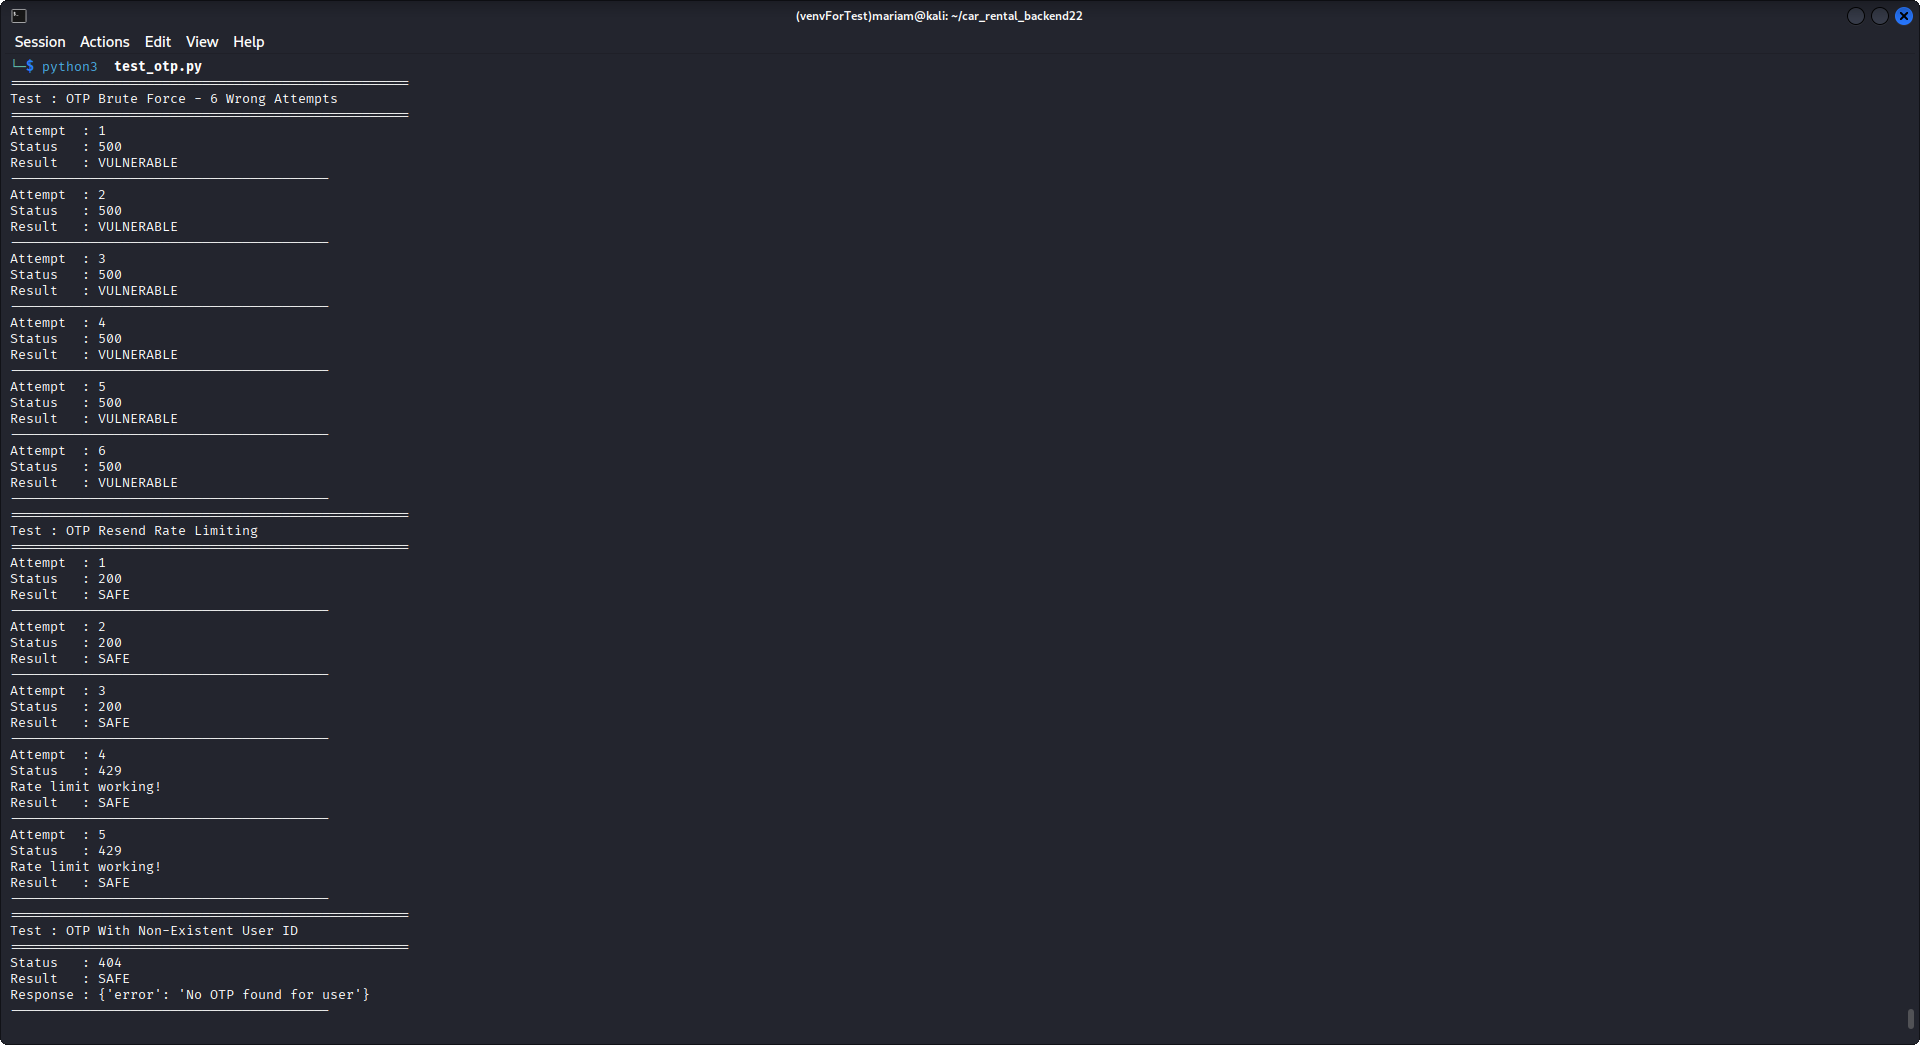 (venvForTest)mariam@kali: ~/car_rental_backend22
Session Actions Edit View Help
└─$ python3  test_otp.py
==================================================
Test : OTP Brute Force - 6 Wrong Attempts
==================================================
Attempt  : 1
Status   : 500
Result   : VULNERABLE
----------------------------------------
Attempt  : 2
Status   : 500
Result   : VULNERABLE
----------------------------------------
Attempt  : 3
Status   : 500
Result   : VULNERABLE
----------------------------------------
Attempt  : 4
Status   : 500
Result   : VULNERABLE
----------------------------------------
Attempt  : 5
Status   : 500
Result   : VULNERABLE
----------------------------------------
Attempt  : 6
Status   : 500
Result   : VULNERABLE
----------------------------------------
==================================================
Test : OTP Resend Rate Limiting
==================================================
Attempt  : 1
Status   : 200
Result   : SAFE
----------------------------------------
Attempt  : 2
Status   : 200
Result   : SAFE
----------------------------------------
Attempt  : 3
Status   : 200
Result   : SAFE
----------------------------------------
Attempt  : 4
Status   : 429
Rate limit working!
Result   : SAFE
----------------------------------------
Attempt  : 5
Status   : 429
Rate limit working!
Result   : SAFE
----------------------------------------
==================================================
Test : OTP With Non-Existent User ID
==================================================
Status   : 404
Result   : SAFE
Response : {'error': 'No OTP found for user'}
----------------------------------------